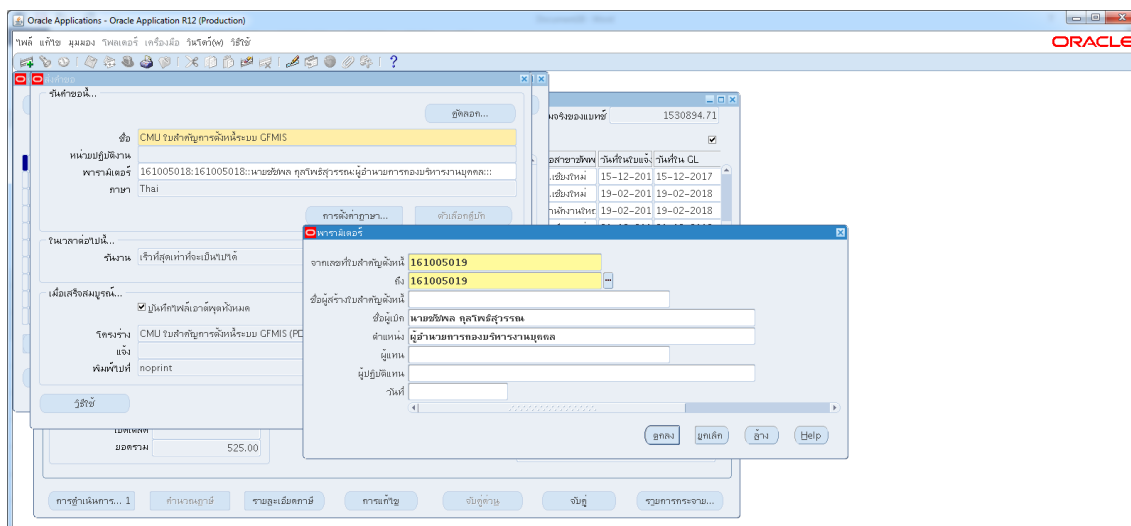 Oracle Applications - Oracle Application R12 (Production)
ไฟล์ แก้ไข มุมมอง โฟลเดอร์ เครื่องมือ วินโดว์(W) วิธีใช้
ORACLE
ส่งคำขอ
รันคำขอนี้...
คัดลอก...
ชื่อ CMU ใบสำคัญการตั้งหนี้ระบบ GFMIS
หน่วยปฏิบัติงาน
พารามิเตอร์ 161005018:161005018::นายชัชพล กุลโพธิสุวรรณ:ผู้อำนวยการกองบริหารงานบุคคล:::
ภาษา Thai
การตั้งค่าภาษา... ตัวเลือกดีบัก
ในเวลาต่อไปนี้...
รันงาน เร็วที่สุดเท่าที่จะเป็นไปได้
เมื่อเสร็จสมบูรณ์...
บันทึกไฟล์เอาต์พุตทั้งหมด
โครงร่าง CMU ใบสำคัญการตั้งหนี้ระบบ GFMIS
แจ้ง
พิมพ์ไปที่ noprint
วิธีใช้
1530894.71
วันที่ในใบแจ้ง วันที่ใน GL
.เชียงใหม่ 15-12-201 15-12-2017
.เชียงใหม่ 19-02-201 19-02-2018
19-02-201 19-02-2018
พารามิเตอร์
จากเลขที่ใบสำคัญตั้งหนี้ 161005019
ถึง 161005019
ชื่อผู้สร้างใบสำคัญตั้งหนี้
ชื่อผู้เบิก นายชัชพล กุลโพธิสุวรรณ
ตำแหน่ง ผู้อำนวยการกองบริหารงานบุคคล
ผู้แทน
ผู้ปฏิบัติแทน
วันที่
ตกลง ยกเลิก ล้าง Help
ยอดรวม 525.00
การดำเนินการ... 1 คำนวณภาษี รายละเอียดภาษี การแก้ไข จับคู่ด่วน จับคู่ รวมการกระจาย...